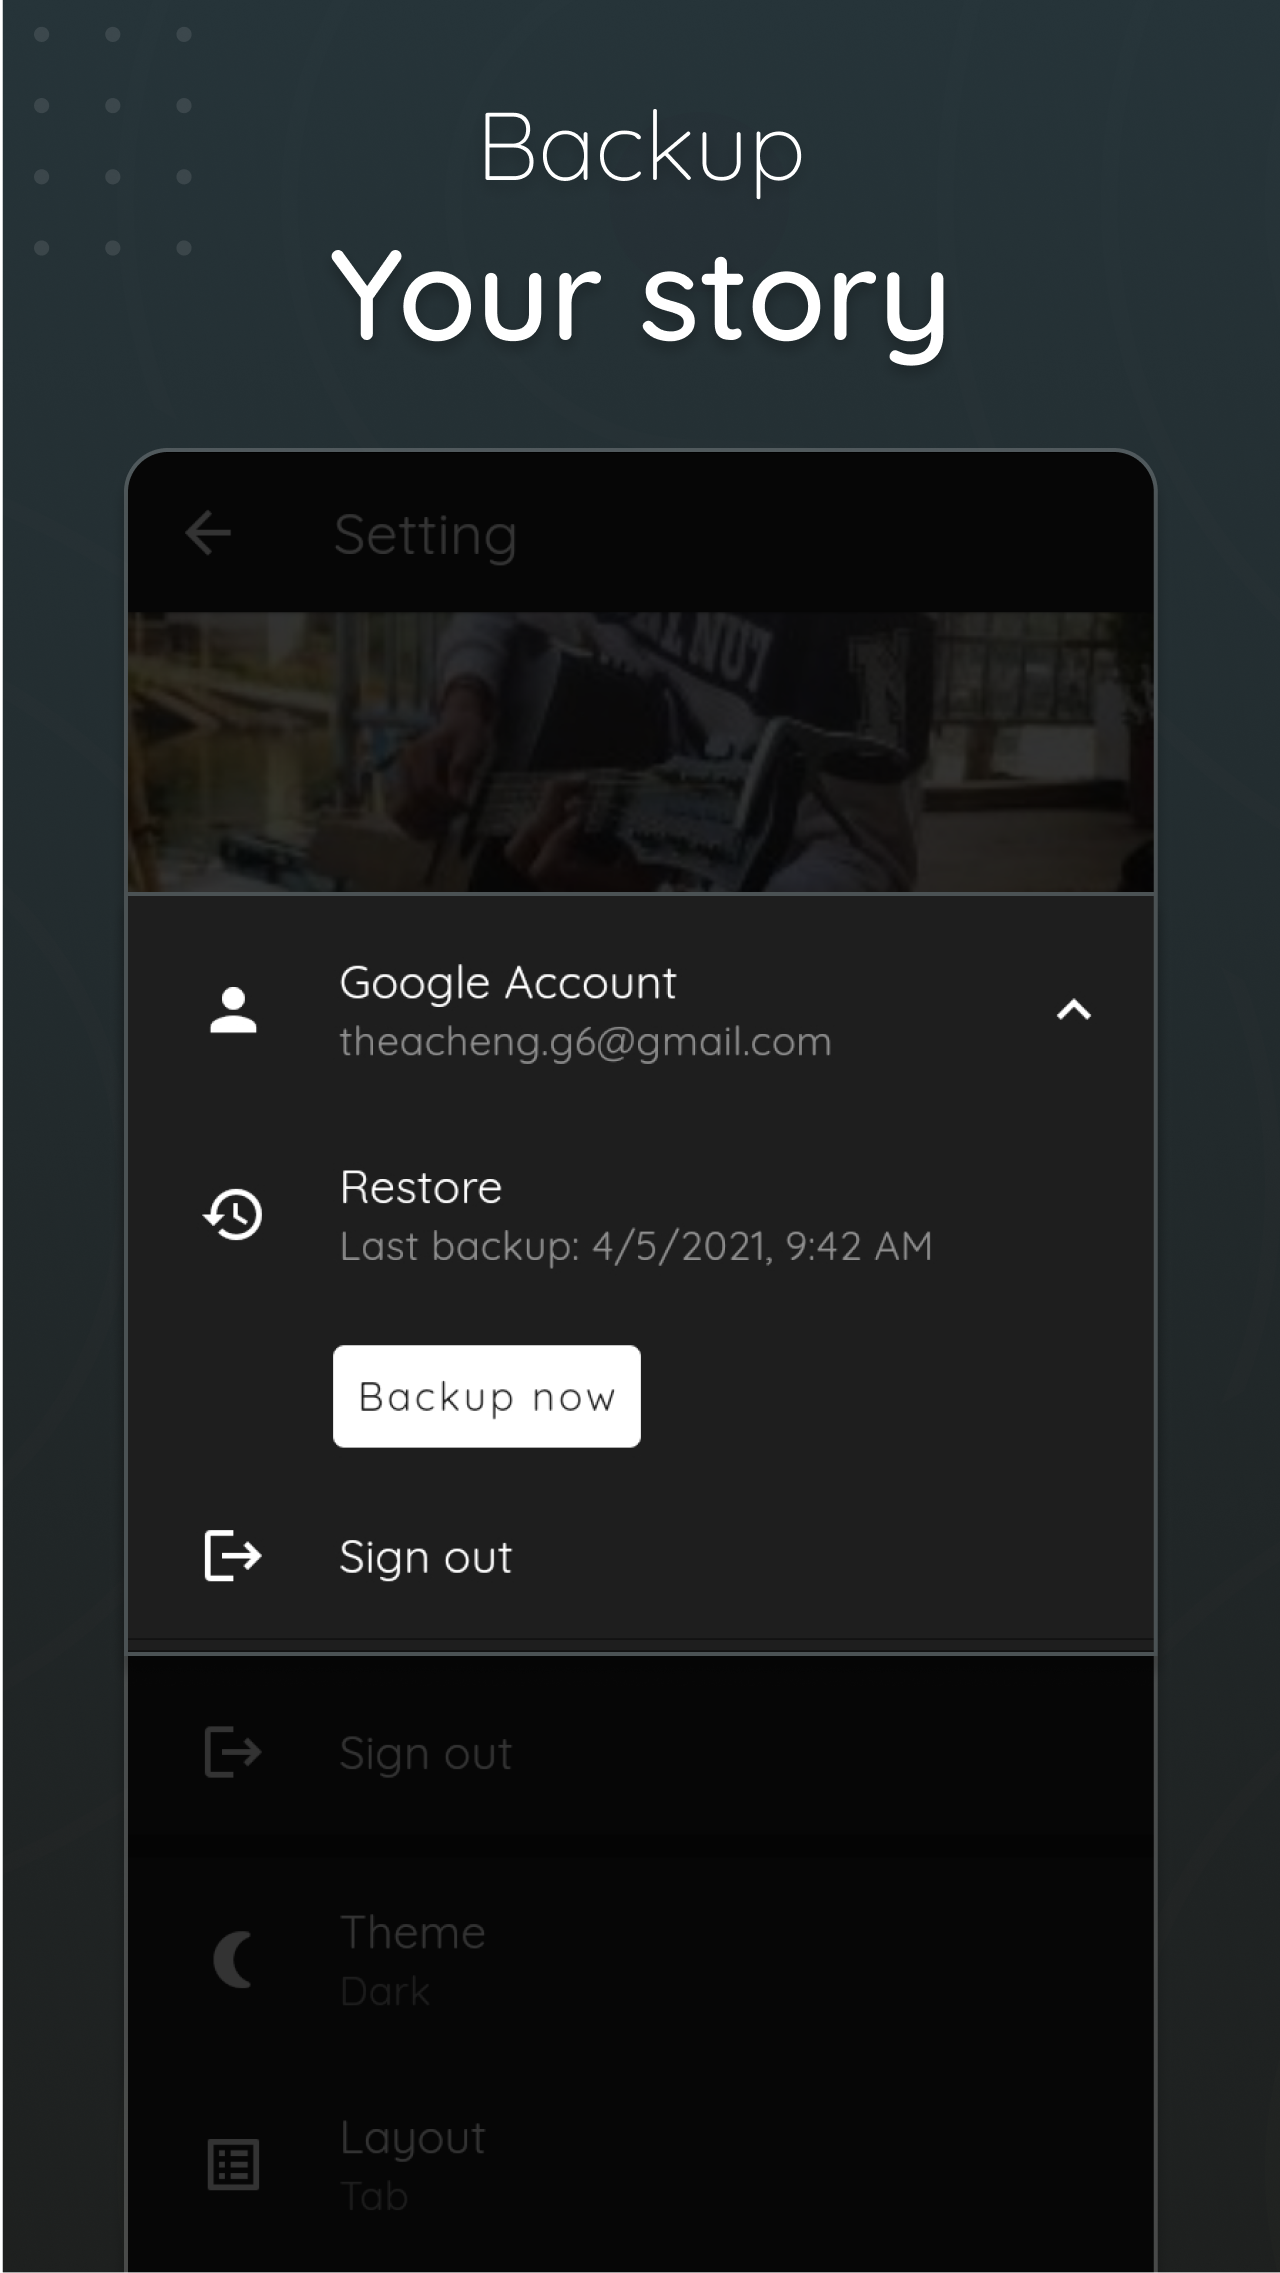 Backup
Your story
Setting
Google Account
theacheng.g6@gmail.com
Restore
Last backup: 4/5/2021, 9:42 AM
Backup now
Sign out
Sign out
Theme
Dark
Layout
Tab